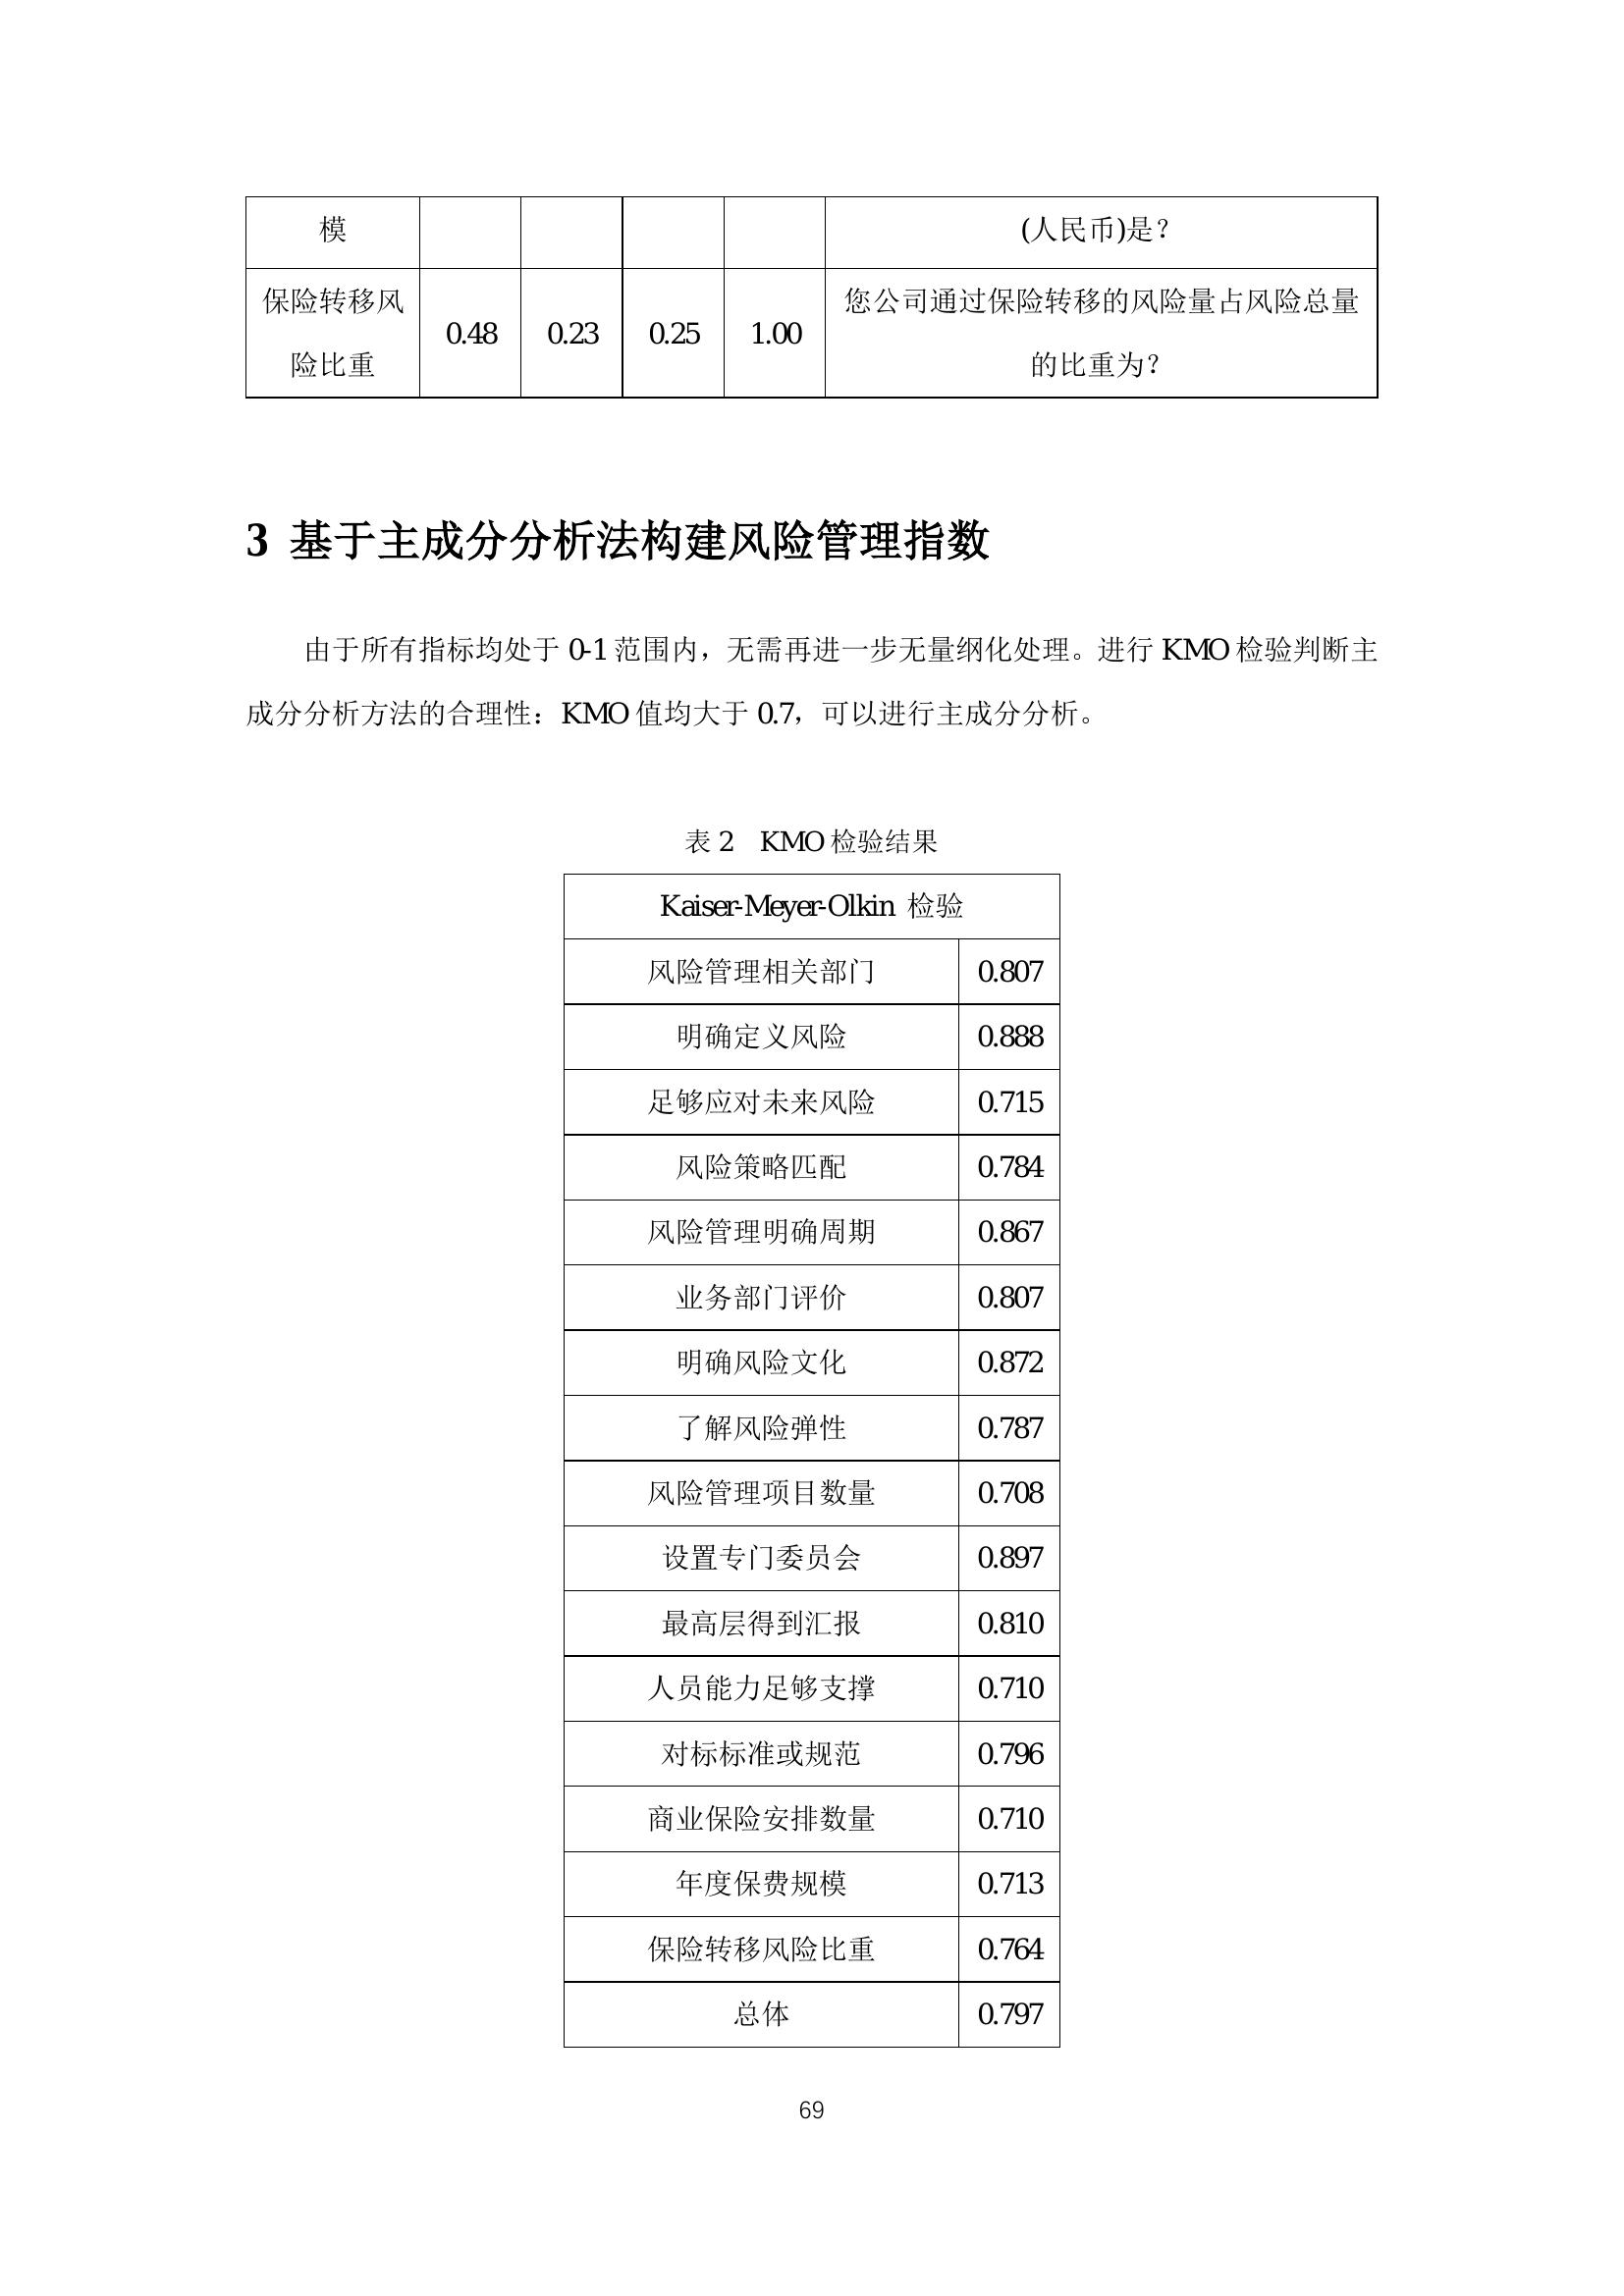 模 (人民币)是？
保险转移风 您公司通过保险转移的风险量占风险总量
0.48 0.23 0.25 1.00
险比重 的比重为？
3 基于主成分分析法构建风险管理指数
由于所有指标均处于 0-1 范围内，无需再进一步无量纲化处理。进行 KMO 检验判断主
成分分析方法的合理性：KMO 值均大于 0.7，可以进行主成分分析。
表 2 KMO 检验结果
Kaiser-Meyer-Olkin 检验
风险管理相关部门 0.807
明确定义风险 0.888
足够应对未来风险 0.715
风险策略匹配 0.784
风险管理明确周期 0.867
业务部门评价 0.807
明确风险文化 0.872
了解风险弹性 0.787
风险管理项目数量 0.708
设置专门委员会 0.897
最高层得到汇报 0.810
人员能力足够支撑 0.710
对标标准或规范 0.796
商业保险安排数量 0.710
年度保费规模 0.713
保险转移风险比重 0.764
总体 0.797
69